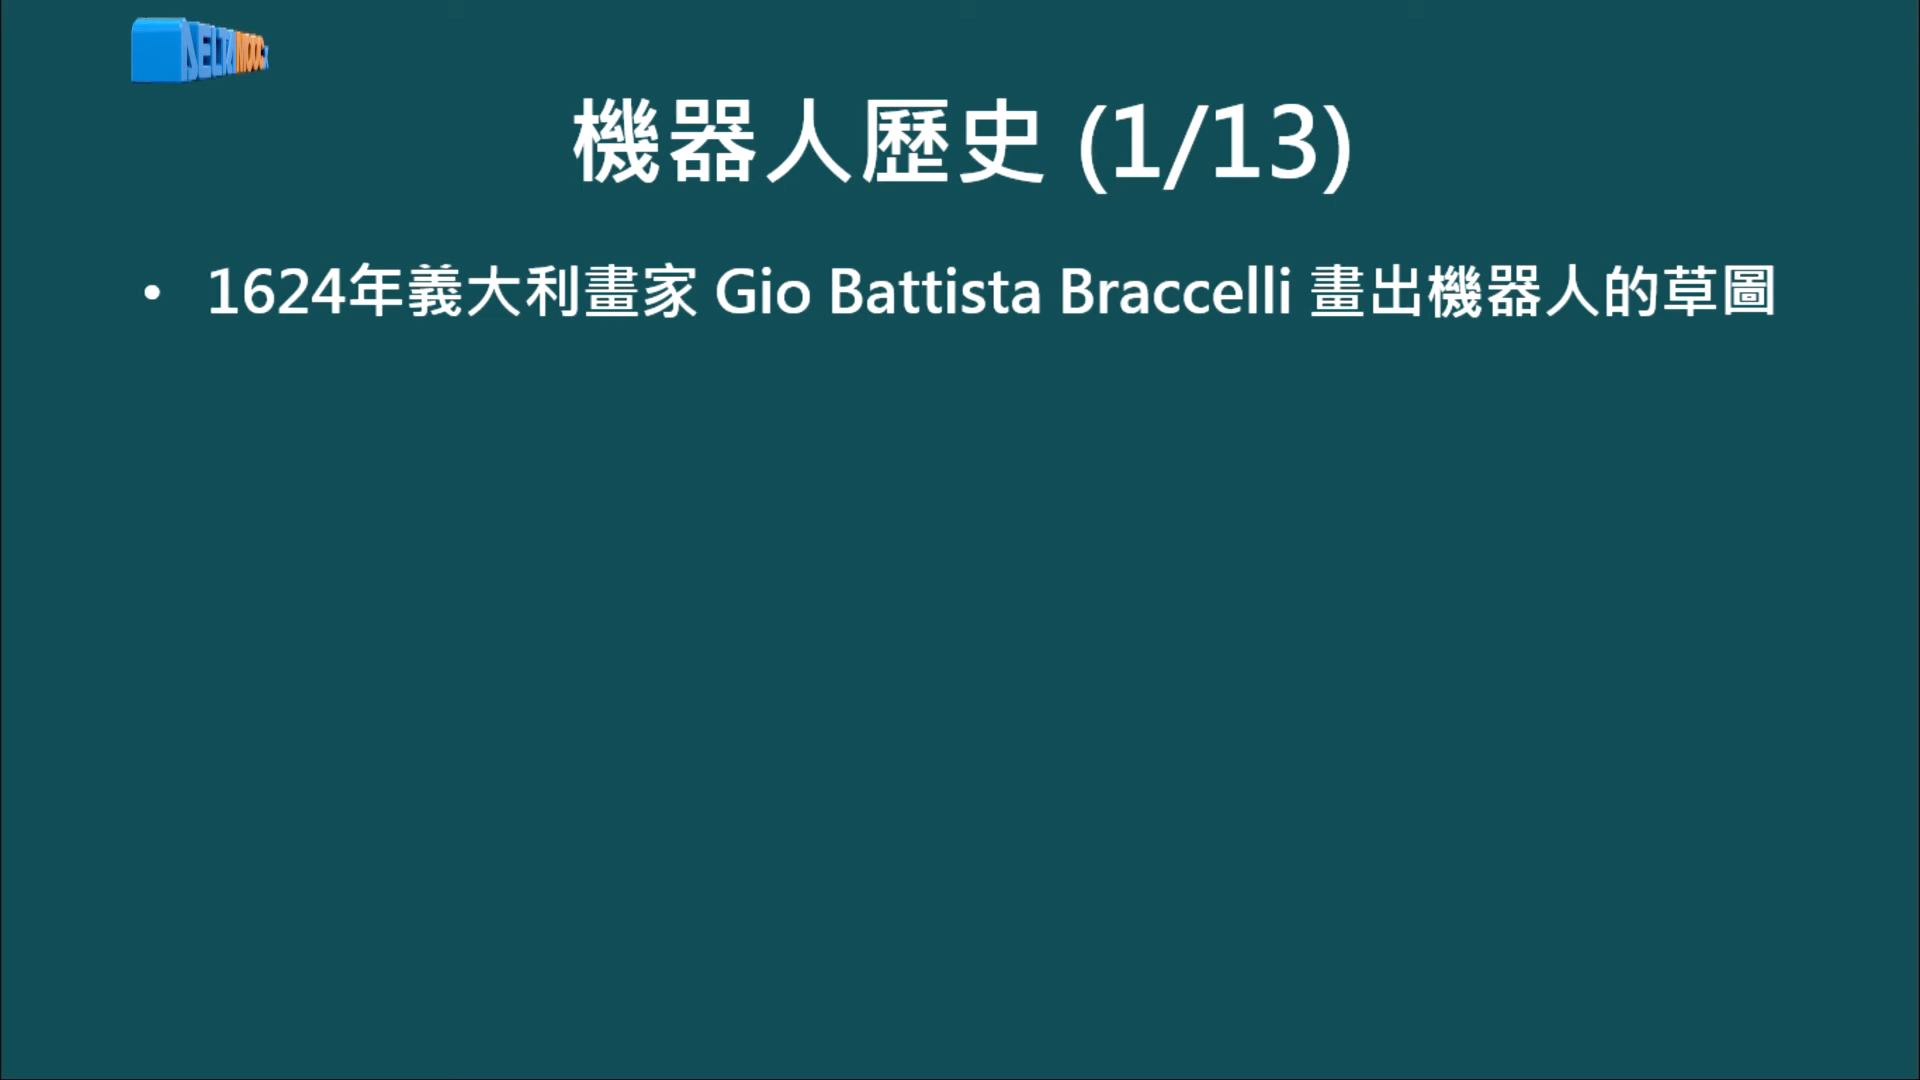 DELTAMOOCx
機器人歷史 (1/13)
• 1624年義大利畫家 Gio Battista Braccelli 畫出機器人的草圖